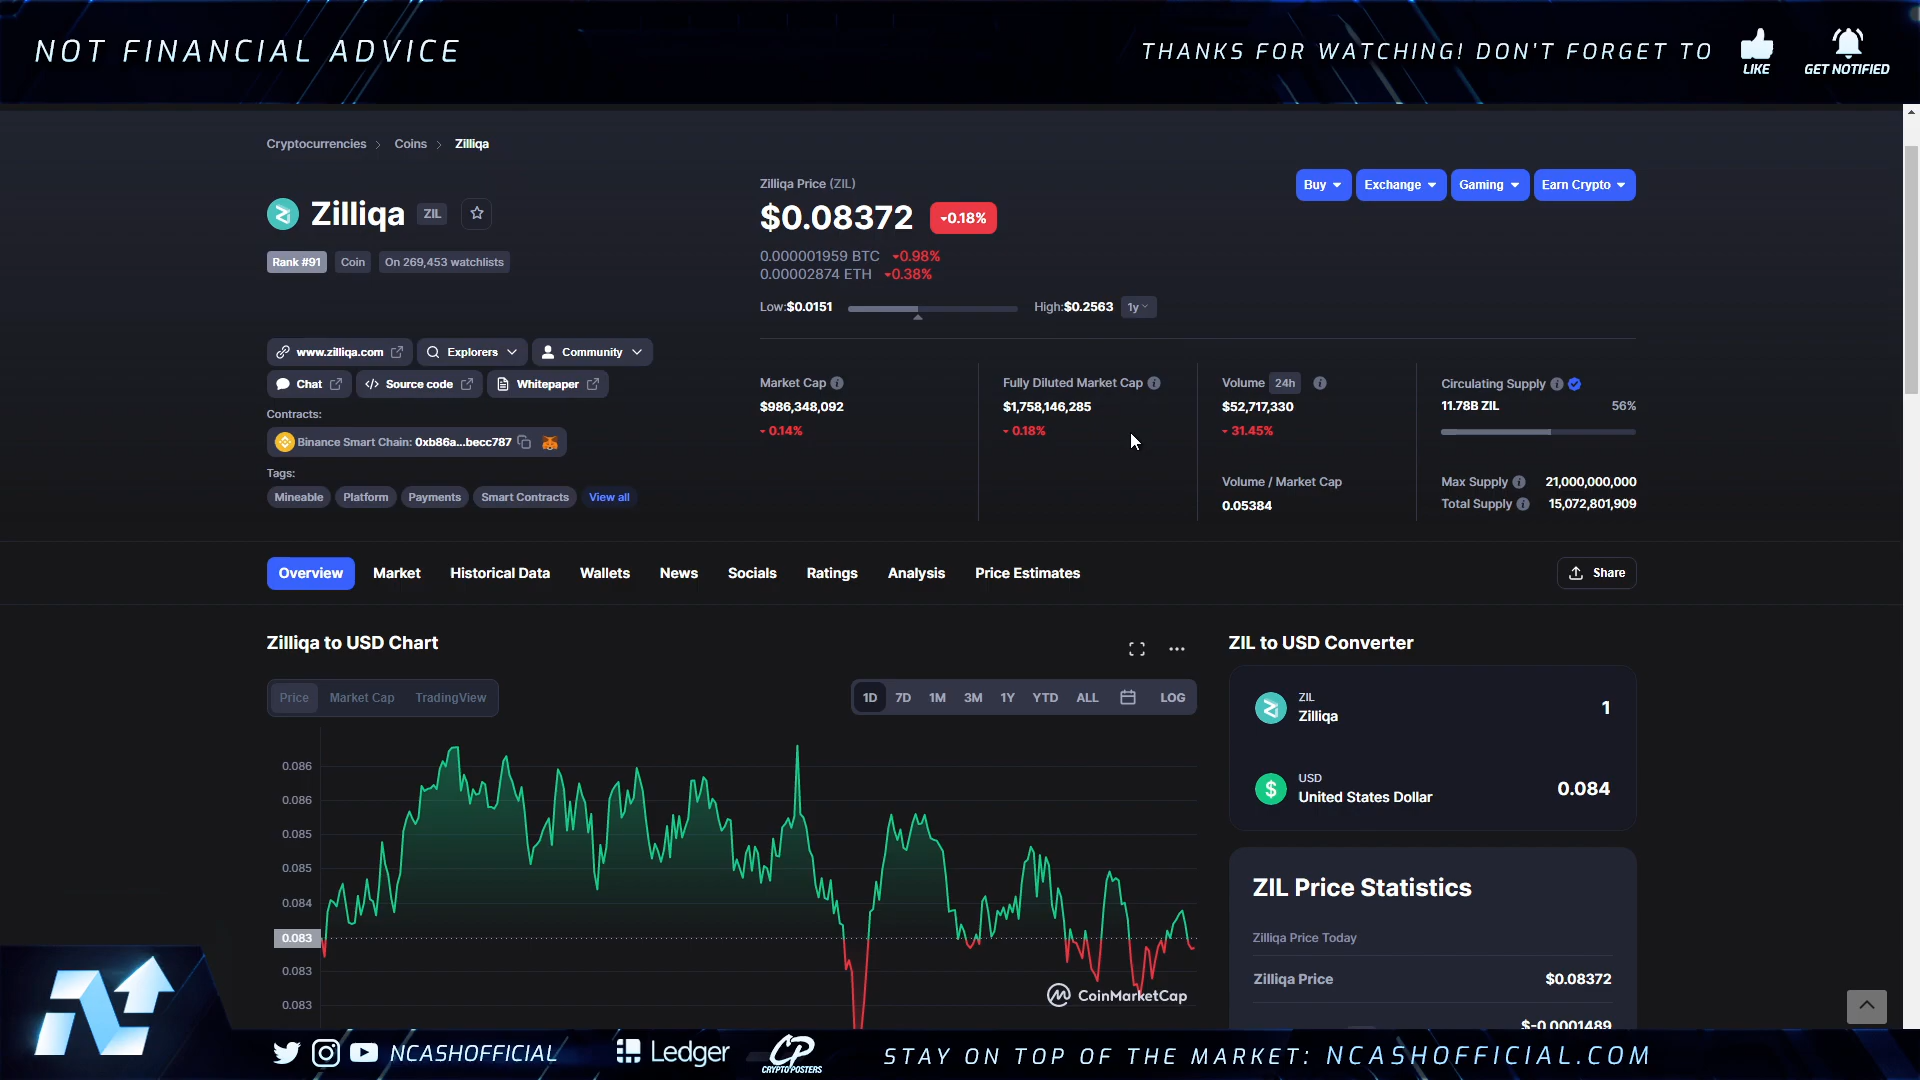 NOT FINANCIAL ADVICE
THANKS FOR WATCHING! DON'T FORGET TO
LIKE
GET NOTIFIED
Cryptocurrencies
Coins
Zilliqa
Zilliqa
ZIL
Rank #91
Coin
On 269,453 watchlists
Zilliqa Price (ZIL)
$0.08372
0.18%
0.000001959 BTC
0.98%
0.00002874 ETH
0.38%
Low:$0.0151
High:$0.2563
1y
Buy
Exchange
Gaming
Earn Crypto
www.zilliqa.com
Explorers
Community
Chat
Source code
Whitepaper
Contracts:
Binance Smart Chain: 0xb86a...becc787
Tags:
Mineable
Platform
Payments
Smart Contracts
View all
Market Cap
$986,348,092
0.14%
Fully Diluted Market Cap
$1,758,146,285
0.18%
Volume 24h
$52,717,330
31.45%
Volume / Market Cap
0.05384
Circulating Supply
11.78B ZIL
56%
Max Supply
21,000,000,000
Total Supply
15,072,801,909
Overview
Market
Historical Data
Wallets
News
Socials
Ratings
Analysis
Price Estimates
Share
Zilliqa to USD Chart
Price
Market Cap
TradingView
1D
7D
1M
3M
1Y
YTD
ALL
LOG
0.086
0.086
0.085
0.085
0.084
0.083
0.083
0.083
CoinMarketCap
ZIL to USD Converter
ZIL
Zilliqa
1
USD
United States Dollar
0.084
ZIL Price Statistics
Zilliqa Price Today
Zilliqa Price
$0.08372
$-0.0001489
NCASHOFFICIAL
Ledger
CP
CRYPTO POSTERS
STAY ON TOP OF THE MARKET: NCASHOFFICIAL.COM